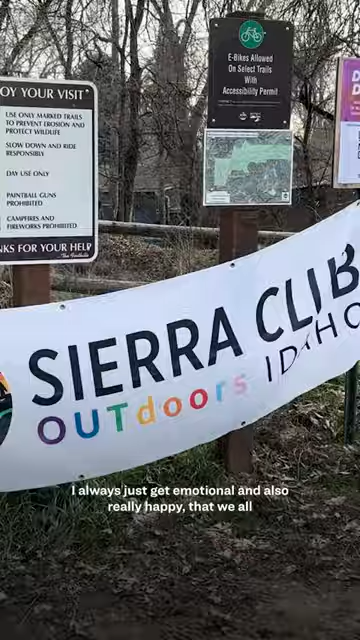 OY YOUR VISIT
USE ONLY MARKED TRAILS
TO PREVENT EROSION AND
PROTECT WILDLIFE
SLOW DOWN AND RIDE
RESPONSIBLY
DAY USE ONLY
PAINTBALL GUNS
PROHIBITED
CAMPFIRES AND
FIREWORKS PROHIBITED
NKS FOR YOUR HELP
E-Bikes Allowed
On Select Trails
With
Accessibility Permit
SIERRA CLUB
OUTdoors IDAHO
I always just get emotional and also
really happy, that we all